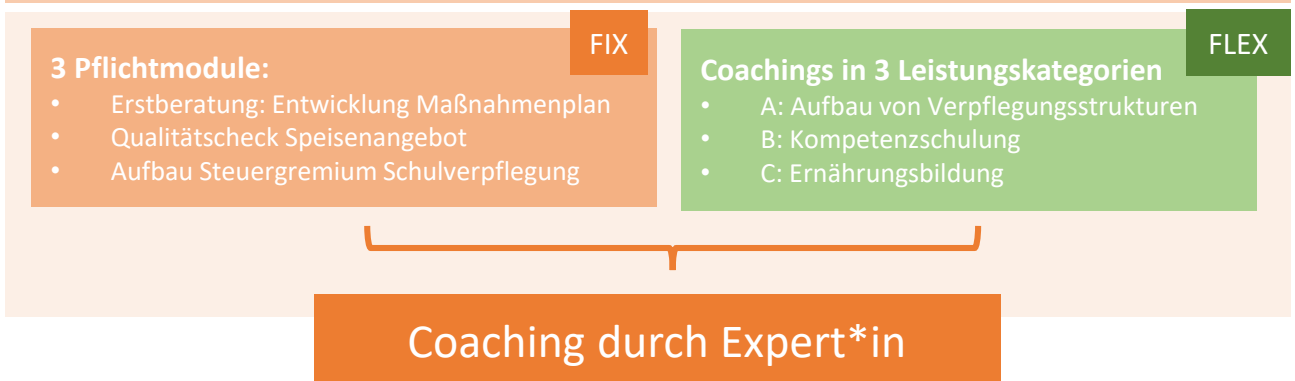 FIX
3 Pflichtmodule:
• Erstberatung: Entwicklung Maßnahmenplan
• Qualitätscheck Speisenangebot
• Aufbau Steuergremium Schulverpflegung
FLEX
Coachings in 3 Leistungskategorien
• A: Aufbau von Verpflegungsstrukturen
• B: Kompetenzschulung
• C: Ernährungsbildung
Coaching durch Expert*in